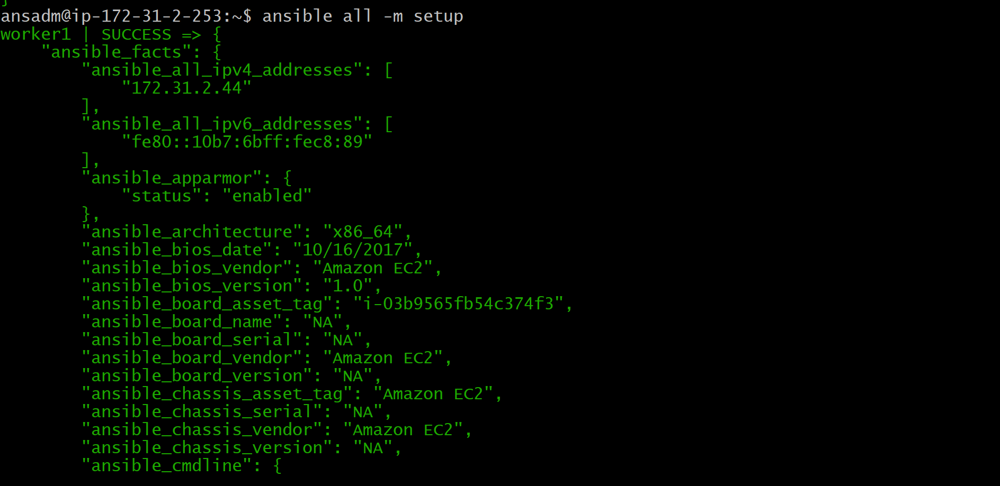 }
ansadm@ip-172-31-2-253:~$ ansible all -m setup
worker1 | SUCCESS => {
    "ansible_facts": {
        "ansible_all_ipv4_addresses": [
            "172.31.2.44"
        ],
        "ansible_all_ipv6_addresses": [
            "fe80::10b7:6bff:fec8:89"
        ],
        "ansible_apparmor": {
            "status": "enabled"
        },
        "ansible_architecture": "x86_64",
        "ansible_bios_date": "10/16/2017",
        "ansible_bios_vendor": "Amazon EC2",
        "ansible_bios_version": "1.0",
        "ansible_board_asset_tag": "i-03b9565fb54c374f3",
        "ansible_board_name": "NA",
        "ansible_board_serial": "NA",
        "ansible_board_vendor": "Amazon EC2",
        "ansible_board_version": "NA",
        "ansible_chassis_asset_tag": "Amazon EC2",
        "ansible_chassis_serial": "NA",
        "ansible_chassis_vendor": "Amazon EC2",
        "ansible_chassis_version": "NA",
        "ansible_cmdline": {